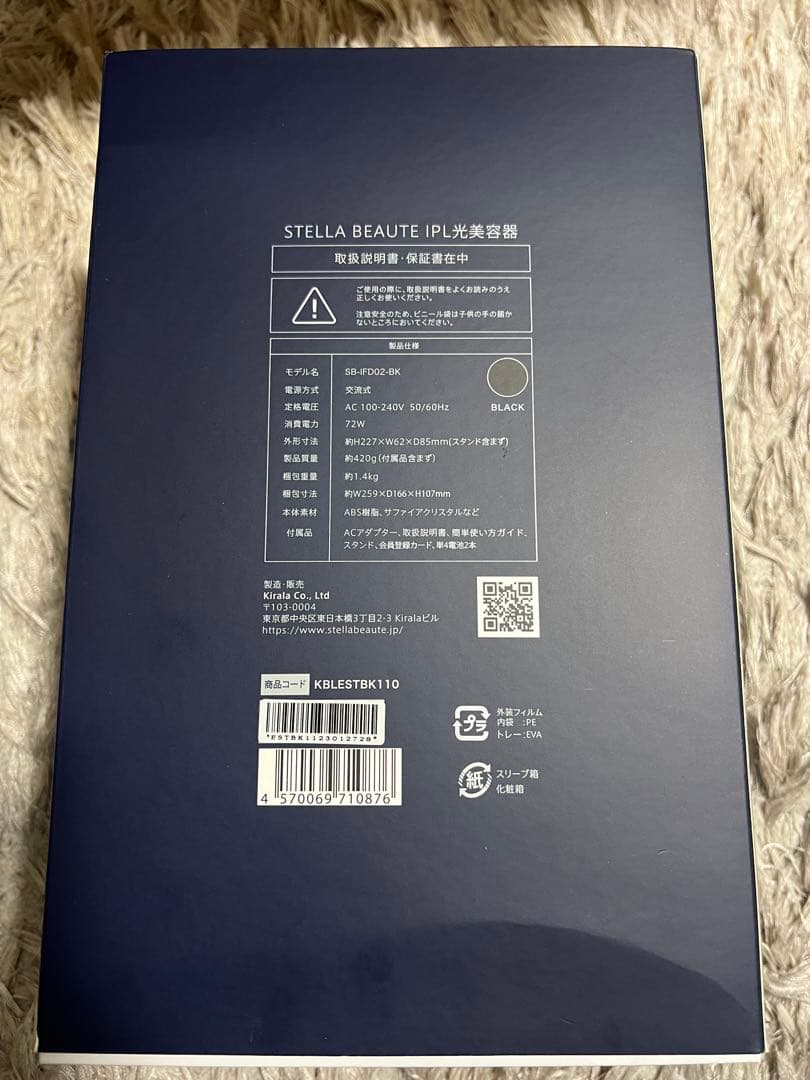 STELLA BEAUTE IPL光美容器
取扱説明書・保証書在中
ご使用の際に、取扱説明書をよくお読みのうえ
正しくお使いください。
注意安全のため、ビニール袋は子供の手の届か
ないところにおいてください。
製品仕様
モデル名 SB-IFD02-BK
電源方式 交流式
BLACK
定格電圧 AC 100-240V 50/60Hz
消費電力 72W
外形寸法 約H227×W62×D85mm(スタンド含まず)
製品質量 約420g(付属品含まず)
梱包重量 約1.4kg
梱包寸法 約W259×D166×H107mm
本体素材 ABS樹脂、サファイアクリスタルなど
付属品 ACアダプター、取扱説明書、簡単使い方ガイド、
スタンド、会員登録カード、単4電池2本
製造・販売
Kirala Co., Ltd
〒103-0004
東京都中央区東日本橋3丁目2-3 Kiralaビル
https://www.stellabeaute.jp/
商品コード KBLESTBK110
*ESTBK1123012728*
4 570069 710876
プラ
外装フィルム
内袋 :PE
トレー:EVA
紙
スリーブ箱
化粧箱